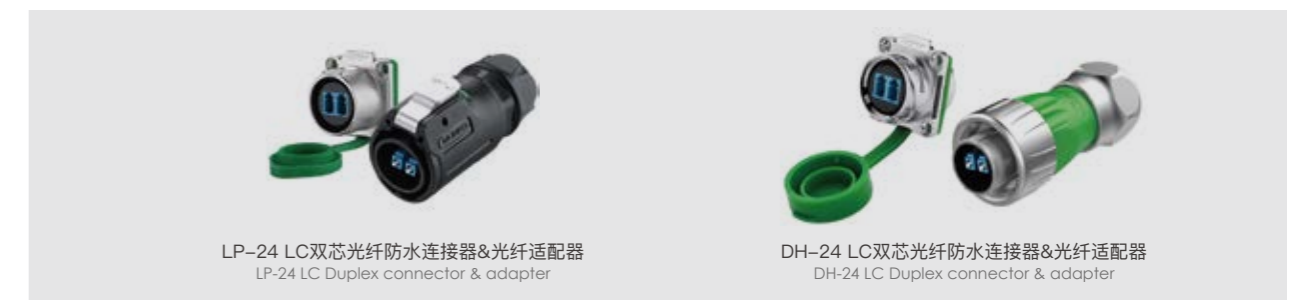 LP-24 LC双芯光纤防水连接器&光纤适配器
LP-24 LC Duplex connector & adapter
DH-24 LC双芯光纤防水连接器&光纤适配器
DH-24 LC Duplex connector & adapter